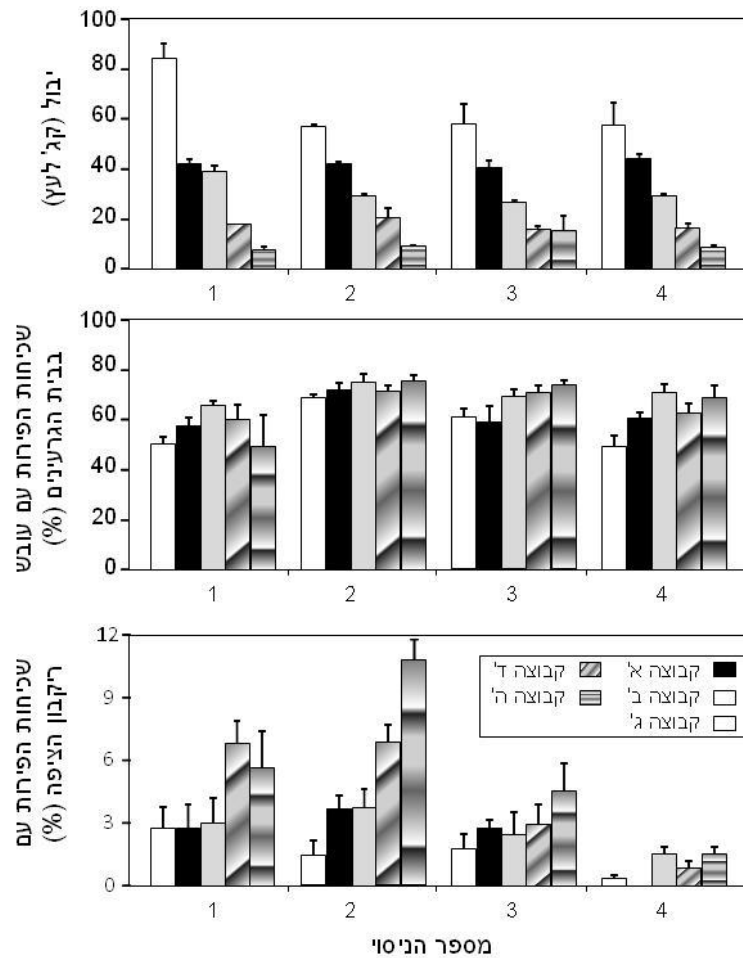 יבול (קג' לעץ)
100
80
60
40
20
0
1 2 3 4
שכיחות הפירות עם עובש
בבית הגרעינים (%)
100
80
60
40
20
0
1 2 3 4
שכיחות הפירות עם
ריקבון הציפה (%)
12
9
6
3
0
קבוצה א' קבוצה ד'
קבוצה ב' קבוצה ה'
קבוצה ג'
1 2 3 4
מספר הניסוי